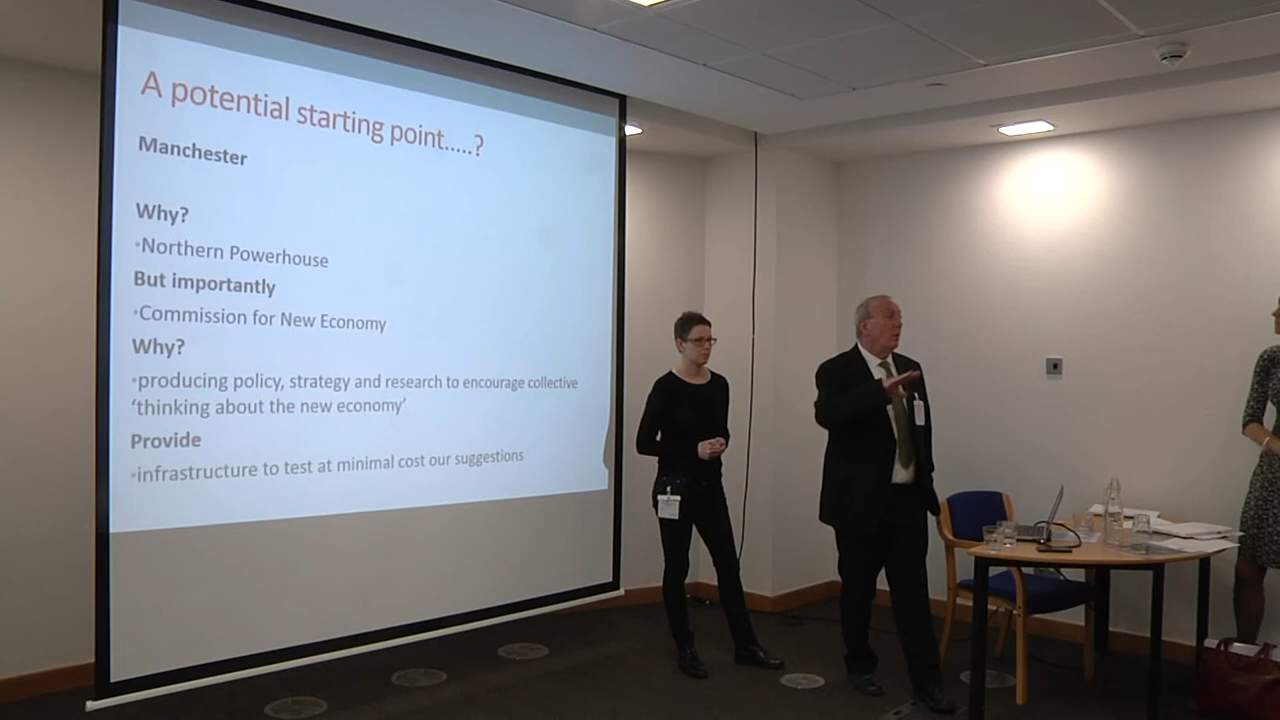 A potential starting point.....?
Manchester
Why?
•Northern Powerhouse
But importantly
•Commission for New Economy
Why?
•producing policy, strategy and research to encourage collective
‘thinking about the new economy’
Provide
•infrastructure to test at minimal cost our suggestions